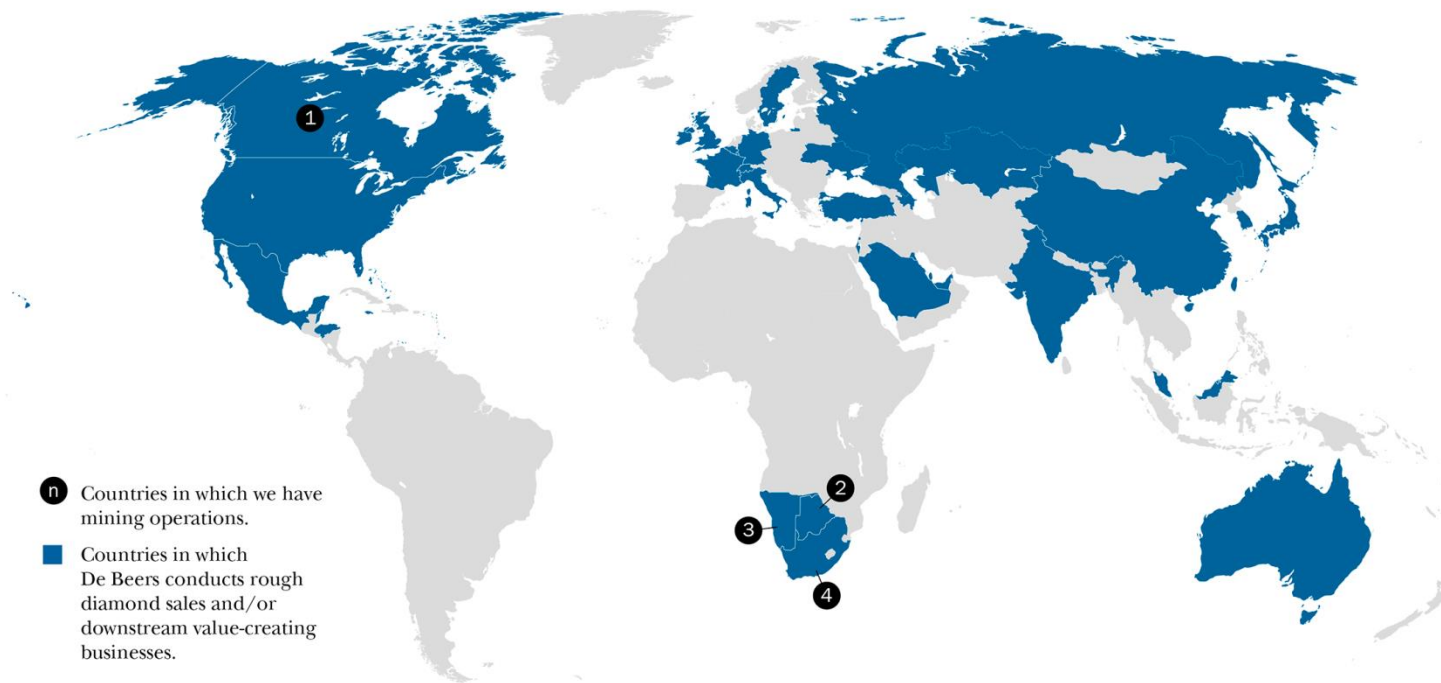 1
2
3
4
n Countries in which we have
mining operations.
Countries in which
De Beers conducts rough
diamond sales and/or
downstream value-creating
businesses.